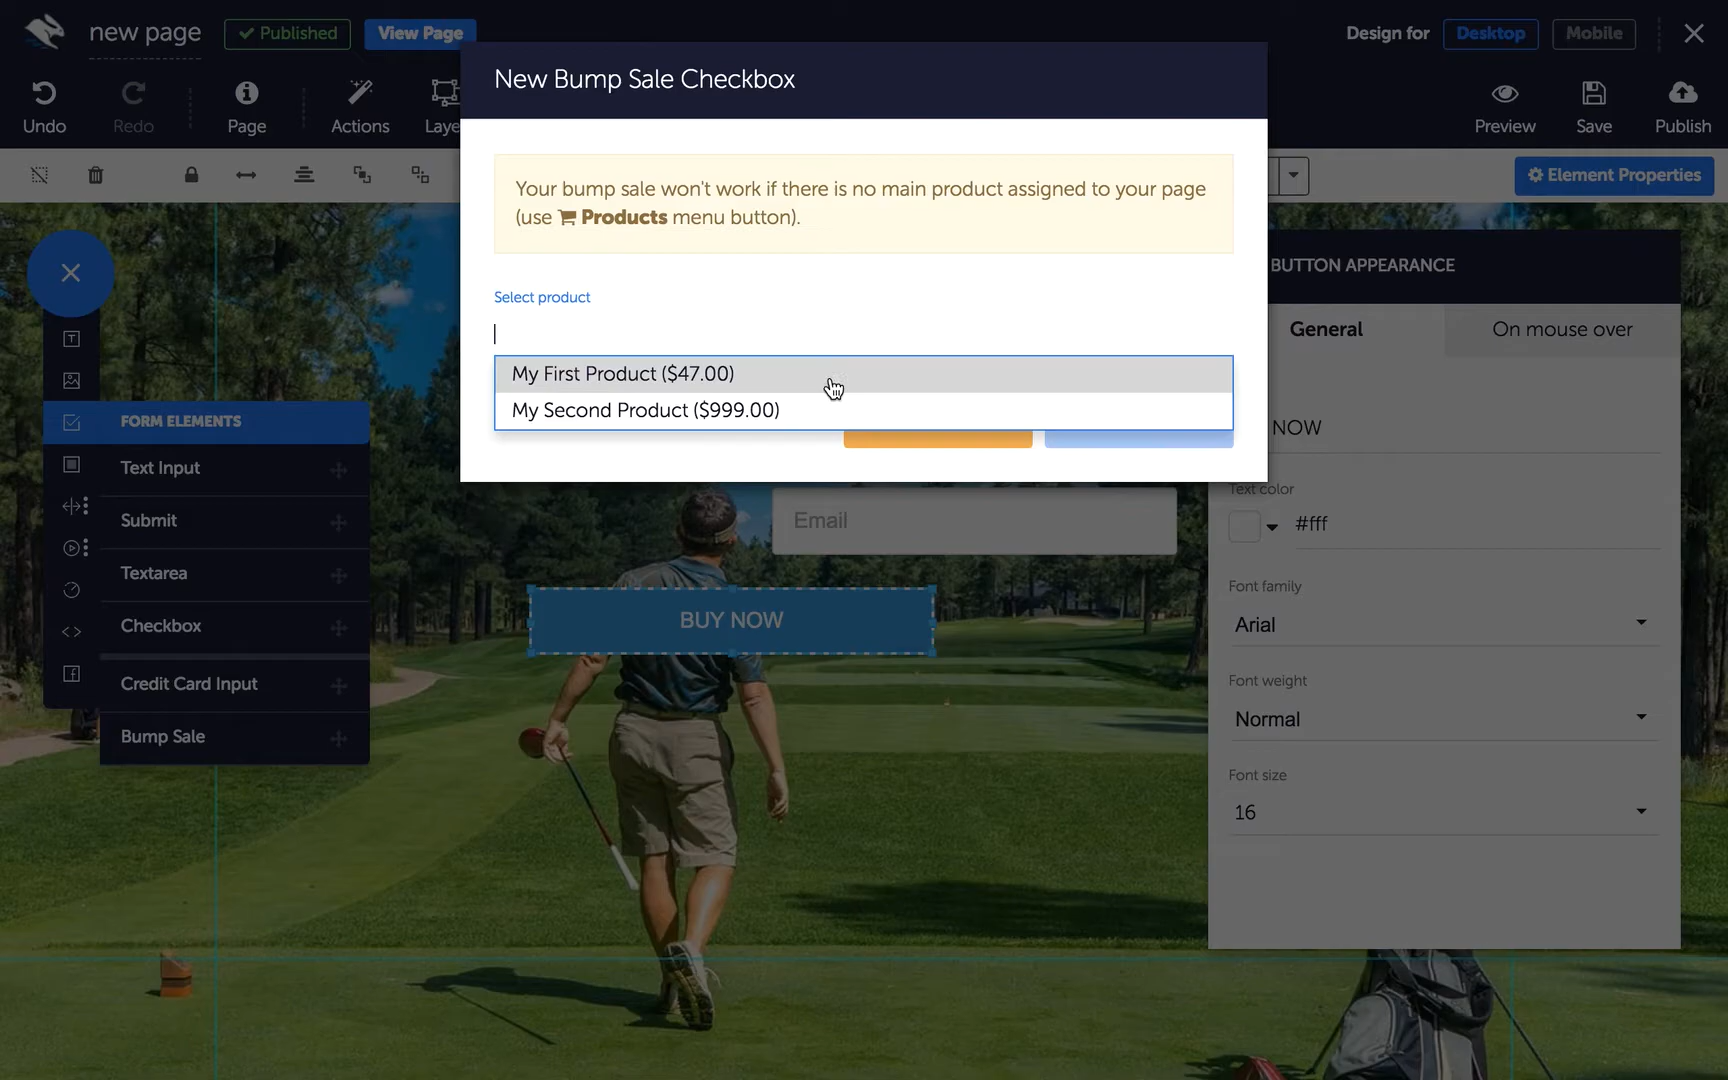 new page
Published
View Page
Design for
Desktop
Mobile
Undo
Redo
Page
Actions
Laye
Preview
Save
Publish
Element Properties
New Bump Sale Checkbox
Your bump sale won't work if there is no main product assigned to your page
(use Products menu button).
Select product
My First Product ($47.00)
My Second Product ($999.00)
FORM ELEMENTS
Text Input
Submit
Textarea
Checkbox
Credit Card Input
Bump Sale
Email
BUY NOW
BUTTON APPEARANCE
General
On mouse over
NOW
Text color
#fff
Font family
Arial
Font weight
Normal
Font size
16